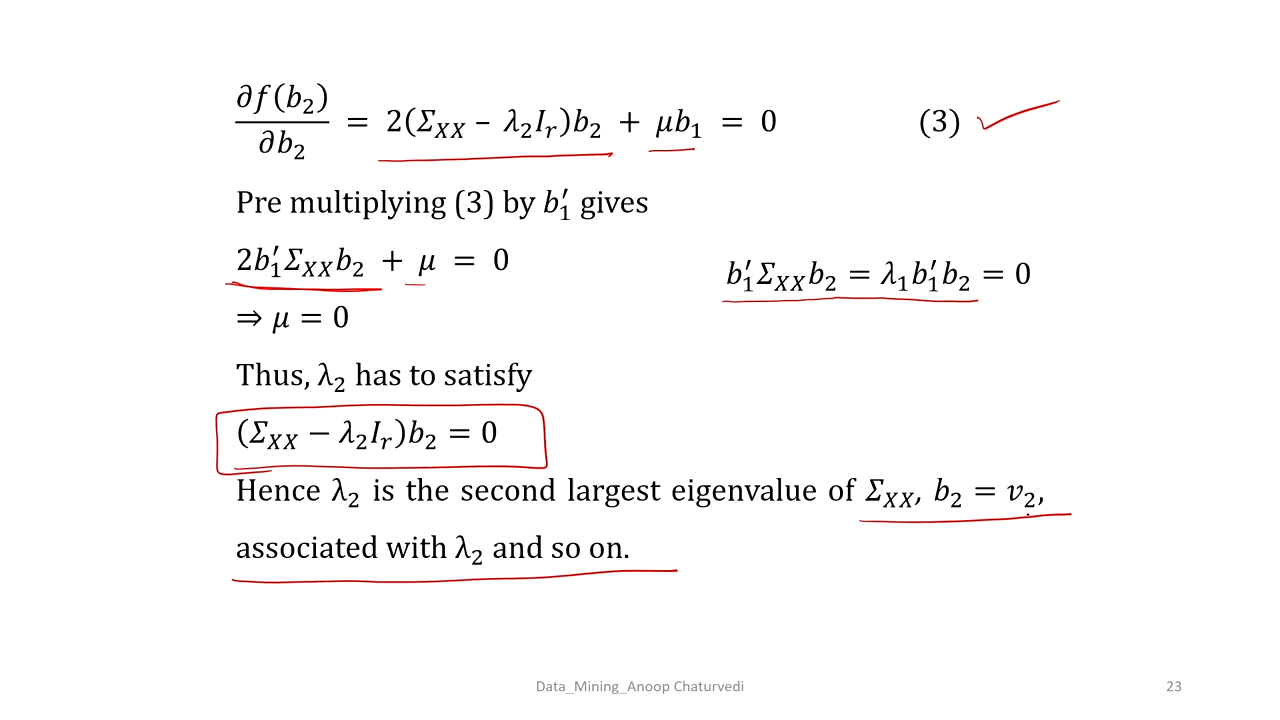 ∂f(b₂)/∂b₂ = 2(Σ_XX – λ₂I_r)b₂ + μb₁ = 0 (3)
Pre multiplying (3) by b₁′ gives
2b₁′Σ_XX b₂ + μ = 0
b₁′Σ_XX b₂ = λ₁b₁′b₂ = 0
⇒ μ = 0
Thus, λ₂ has to satisfy
(Σ_XX − λ₂I_r)b₂ = 0
Hence λ₂ is the second largest eigenvalue of Σ_XX, b₂ = v₂,
associated with λ₂ and so on.
Data_Mining_Anoop Chaturvedi
23